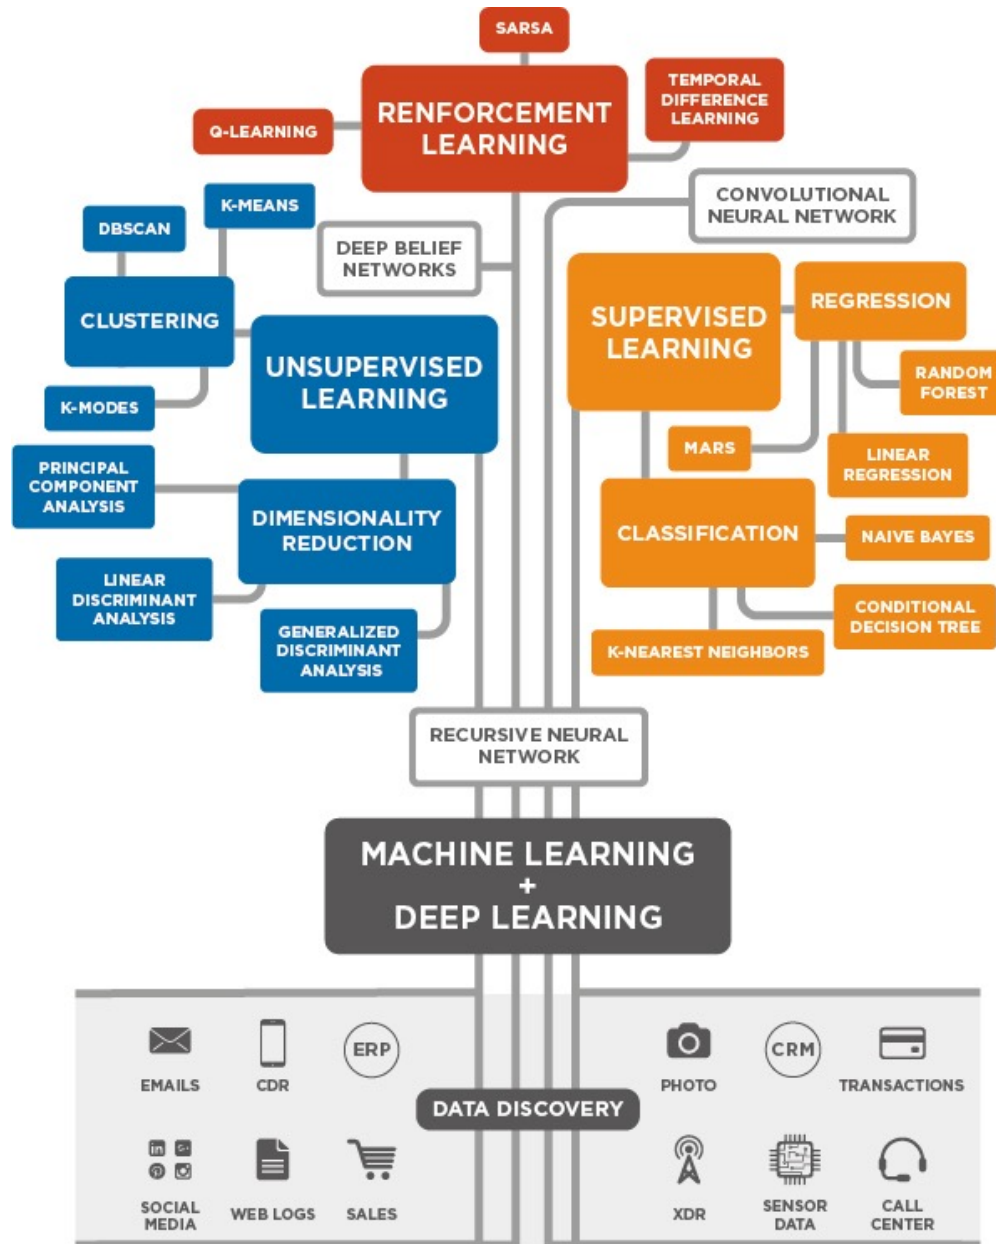 SARSA
RENFORCEMENT
LEARNING
TEMPORAL
DIFFERENCE
LEARNING
Q-LEARNING
CONVOLUTIONAL
NEURAL NETWORK
K-MEANS
DBSCAN
DEEP BELIEF
NETWORKS
CLUSTERING
UNSUPERVISED
LEARNING
SUPERVISED
LEARNING
REGRESSION
RANDOM
FOREST
K-MODES
MARS
LINEAR
REGRESSION
PRINCIPAL
COMPONENT
ANALYSIS
DIMENSIONALITY
REDUCTION
CLASSIFICATION
NAIVE BAYES
LINEAR
DISCRIMINANT
ANALYSIS
GENERALIZED
DISCRIMINANT
ANALYSIS
K-NEAREST NEIGHBORS
CONDITIONAL
DECISION TREE
RECURSIVE NEURAL
NETWORK
MACHINE LEARNING
+
DEEP LEARNING
EMAILS
CDR
ERP
PHOTO
CRM
TRANSACTIONS
DATA DISCOVERY
in
G+
SOCIAL
MEDIA
WEB LOGS
SALES
XDR
SENSOR
DATA
CALL
CENTER